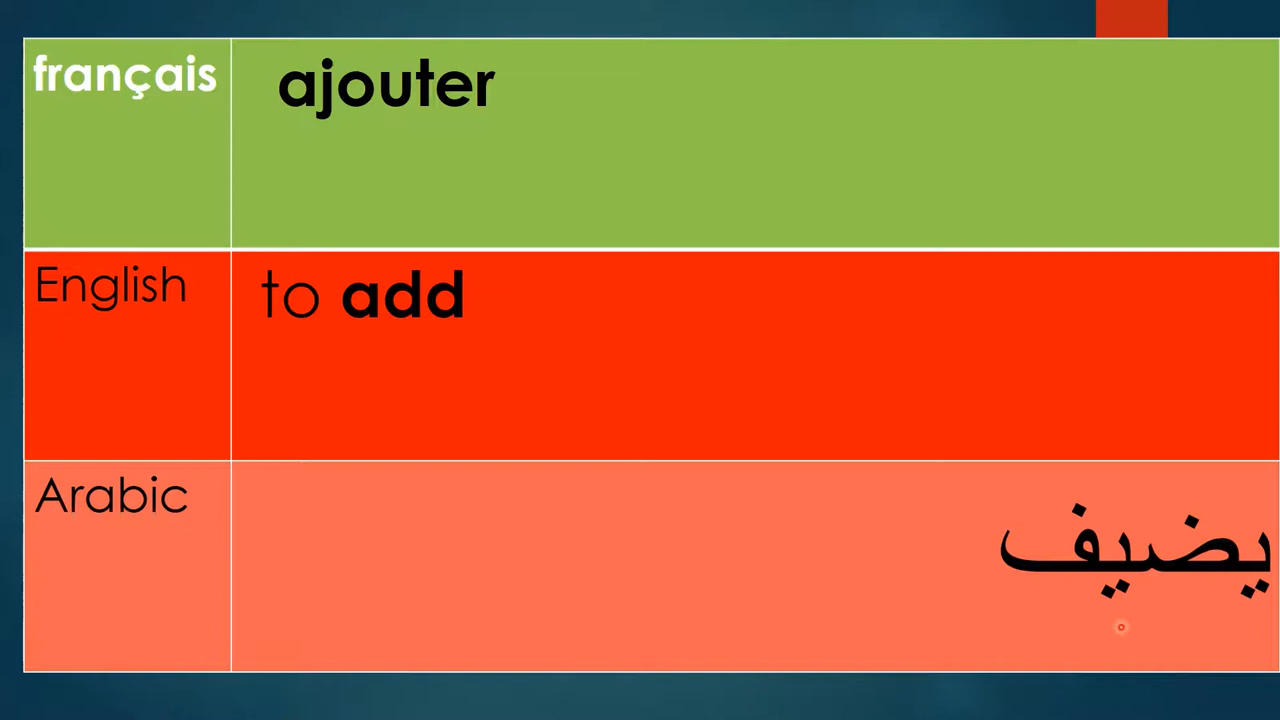 français
ajouter
English
to add
Arabic
يضيف